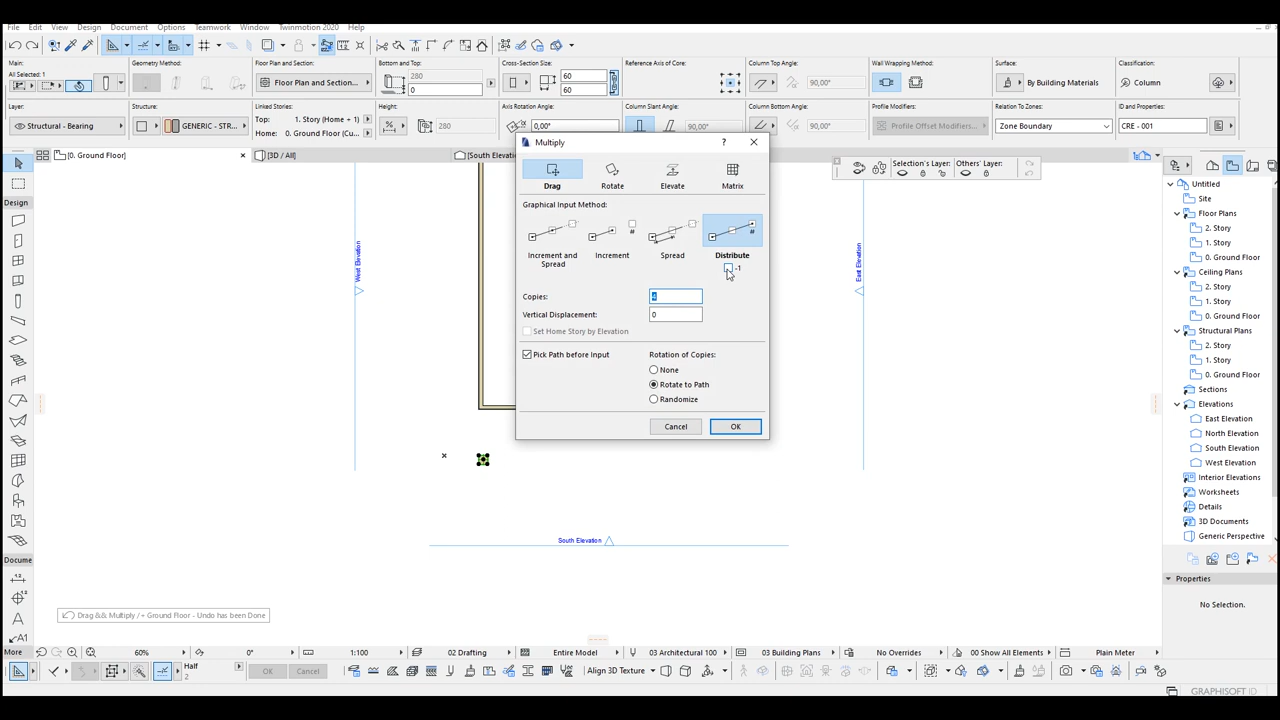 File Edit View Design Document Options Teamwork Window Twinmotion 2020 Help
Main: Geometry Method: Floor Plan and Section: Bottom and Top: Cross-Section Size: Reference Axis of Core: Column Top Angle: Wall Wrapping Method: Surface: Classification:
All Selected: 1
Floor Plan and Section... 280 60 90,00° By Building Materials Column
0 60
Layer: Structure: Linked Stories: Height: Axis Rotation Angle: Column Slant Angle Column Bottom Angle: Profile Modifiers: Relation To Zones: ID and Properties:
Structural - Bearing GENERIC - STR... Top: 1. Story (Home + 1) 280 0,00° 90,00° 90,00° Profile Offset Modifiers... Zone Boundary CRE - 001
Home: 0. Ground Floor (Cu...
[0. Ground Floor] [3D / All] [South Elevation
Multiply ?
Drag Rotate Elevate Matrix
Graphical Input Method:
Increment and Spread Increment Spread Distribute
-1
Copies: 4
Vertical Displacement: 0
Set Home Story by Elevation
Pick Path before Input
Rotation of Copies:
None
Rotate to Path
Randomize
Cancel OK
Selection's Layer: Others' Layer:
West Elevation
East Elevation
South Elevation
Design
Docume
More
Untitled
Site
Floor Plans
2. Story
1. Story
0. Ground Floor
Ceiling Plans
2. Story
1. Story
0. Ground Floor
Structural Plans
2. Story
1. Story
0. Ground Floor
Sections
Elevations
East Elevation
North Elevation
South Elevation
West Elevation
Interior Elevations
Worksheets
Details
3D Documents
Generic Perspective
Properties
No Selection.
Drag && Multiply / + Ground Floor - Undo has been Done
60% 0° 1:100 02 Drafting Entire Model 03 Architectural 100 03 Building Plans No Overrides 00 Show All Elements Plain Meter
Half
2
OK Cancel Align 3D Texture
GRAPHISOFT ID